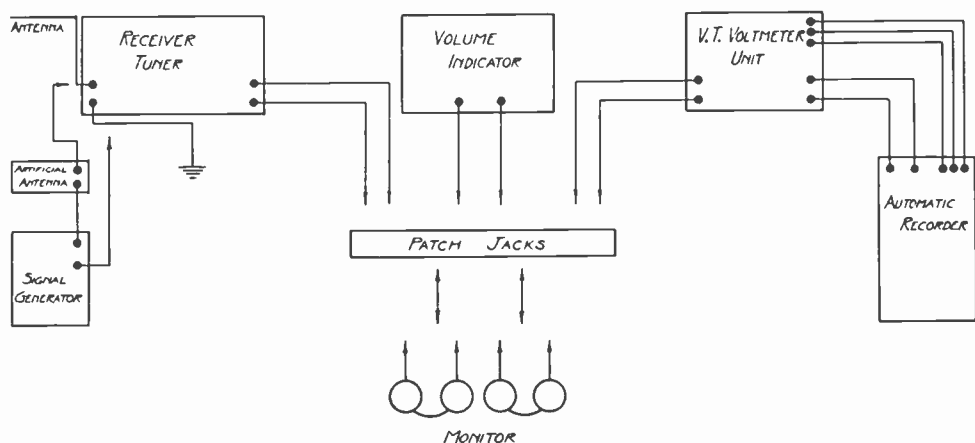 ANTENNA
RECEIVER
TUNER
VOLUME
INDICATOR
V.T. VOLTMETER
UNIT
ARTIFICIAL
ANTENNA
SIGNAL
GENERATOR
PATCH JACKS
AUTOMATIC
RECORDER
MONITOR